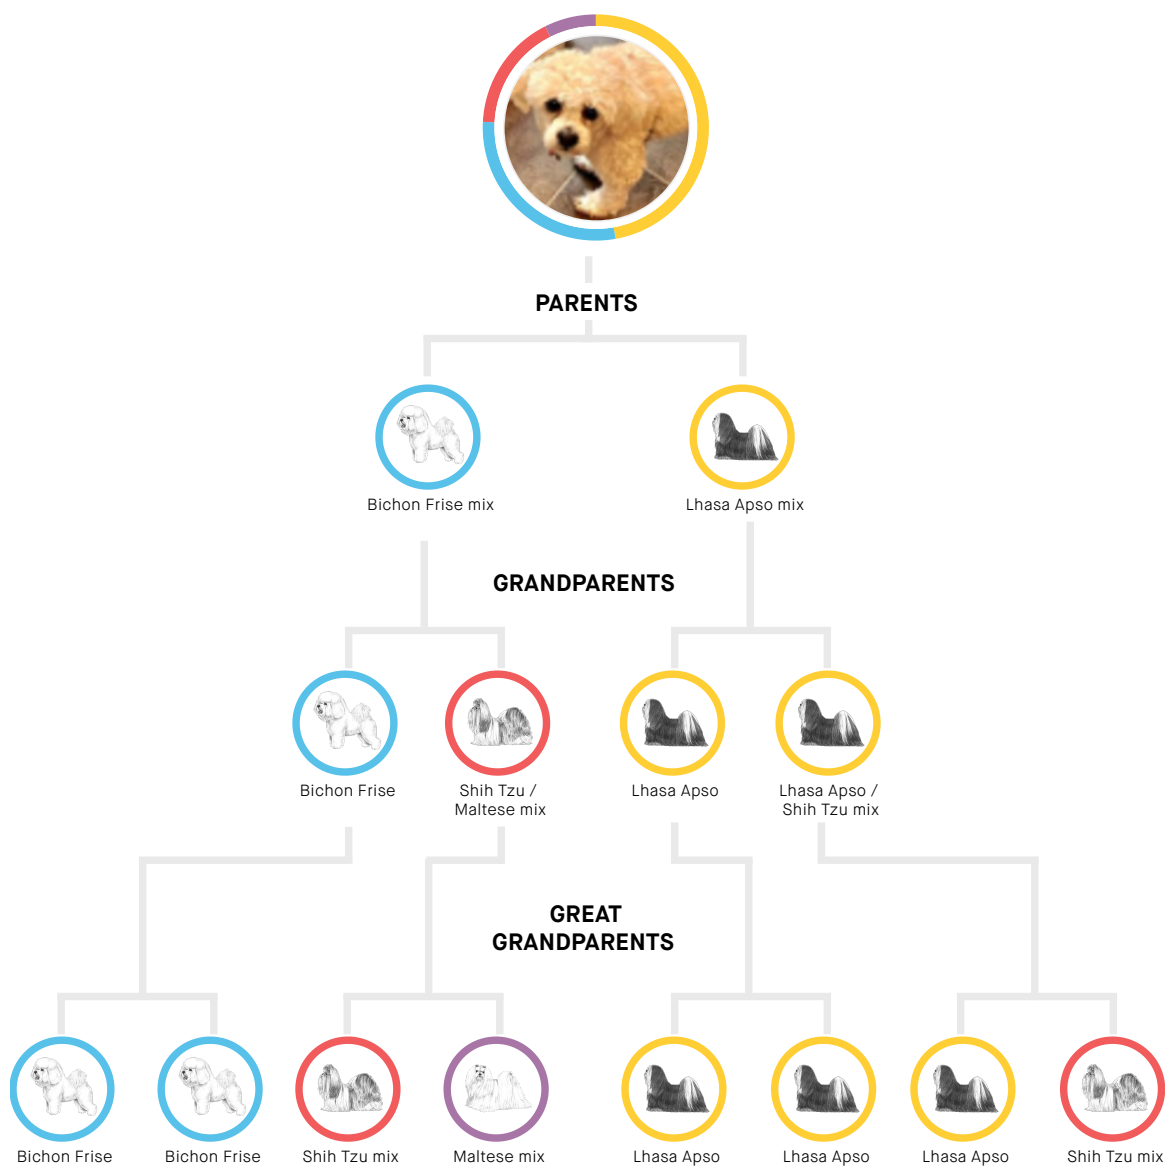 PARENTS
Bichon Frise mix
Lhasa Apso mix
GRANDPARENTS
Bichon Frise
Shih Tzu /
Maltese mix
Lhasa Apso
Lhasa Apso /
Shih Tzu mix
GREAT
GRANDPARENTS
Bichon Frise
Bichon Frise
Shih Tzu mix
Maltese mix
Lhasa Apso
Lhasa Apso
Lhasa Apso
Shih Tzu mix